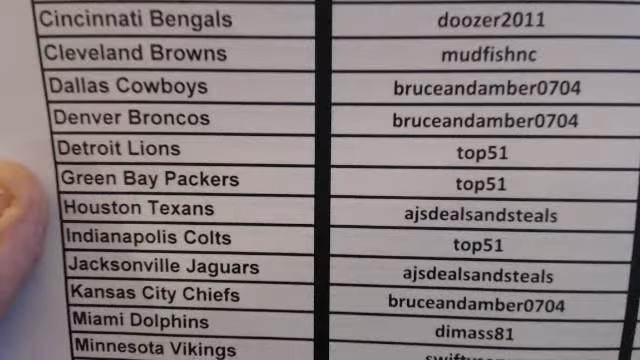 Cincinnati Bengals doozer2011
Cleveland Browns mudfishnc
Dallas Cowboys bruceandamber0704
Denver Broncos bruceandamber0704
Detroit Lions top51
Green Bay Packers top51
Houston Texans ajsdealsandsteals
Indianapolis Colts top51
Jacksonville Jaguars ajsdealsandsteals
Kansas City Chiefs bruceandamber0704
Miami Dolphins dimass81
Minnesota Vikings